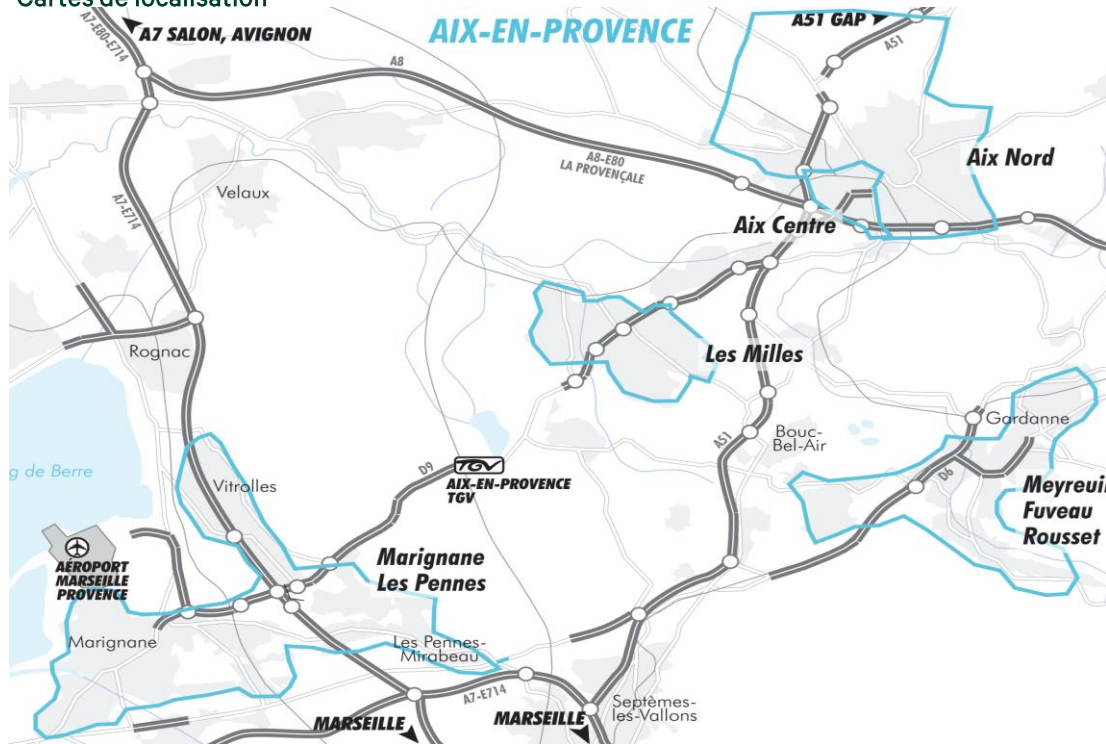 Cartes de localisation
A7 SALON, AVIGNON
AIX-EN-PROVENCE
A51 GAP
A7-E80-E714
A8
A51
A8-E80
LA PROVENÇALE
Aix Nord
Velaux
A7-E714
Aix Centre
Rognac
Les Milles
Bouc-
Bel-Air
Gardanne
A51
g de Berre
Vitrolles
D9
TGV
AIX-EN-PROVENCE
TGV
D6
Meyreuil
Fuveau
Rousset
AÉROPORT
MARSEILLE
PROVENCE
Marignane
Les Pennes
Marignane
Les Pennes-
Mirabeau
A7-E714
Septèmes-
les-Vallons
MARSEILLE
MARSEILLE